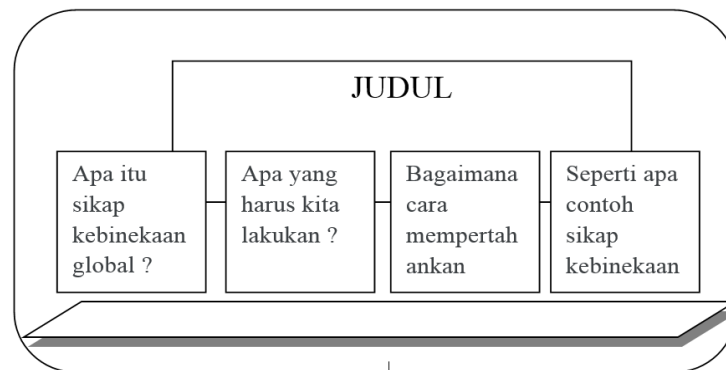 JUDUL
Apa itu
sikap
kebinekaan
global ?
Apa yang
harus kita
lakukan ?
Bagaimana
cara
mempertah
ankan
Seperti apa
contoh
sikap
kebinekaan